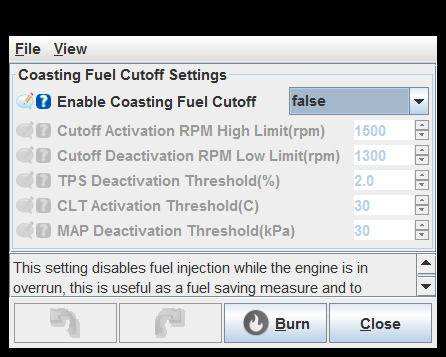 File View
Coasting Fuel Cutoff Settings
Enable Coasting Fuel Cutoff false
Cutoff Activation RPM High Limit(rpm) 1500
Cutoff Deactivation RPM Low Limit(rpm) 1300
TPS Deactivation Threshold(%) 2.0
CLT Activation Threshold(C) 30
MAP Deactivation Threshold(kPa) 30
This setting disables fuel injection while the engine is in
overrun, this is useful as a fuel saving measure and to
Burn Close